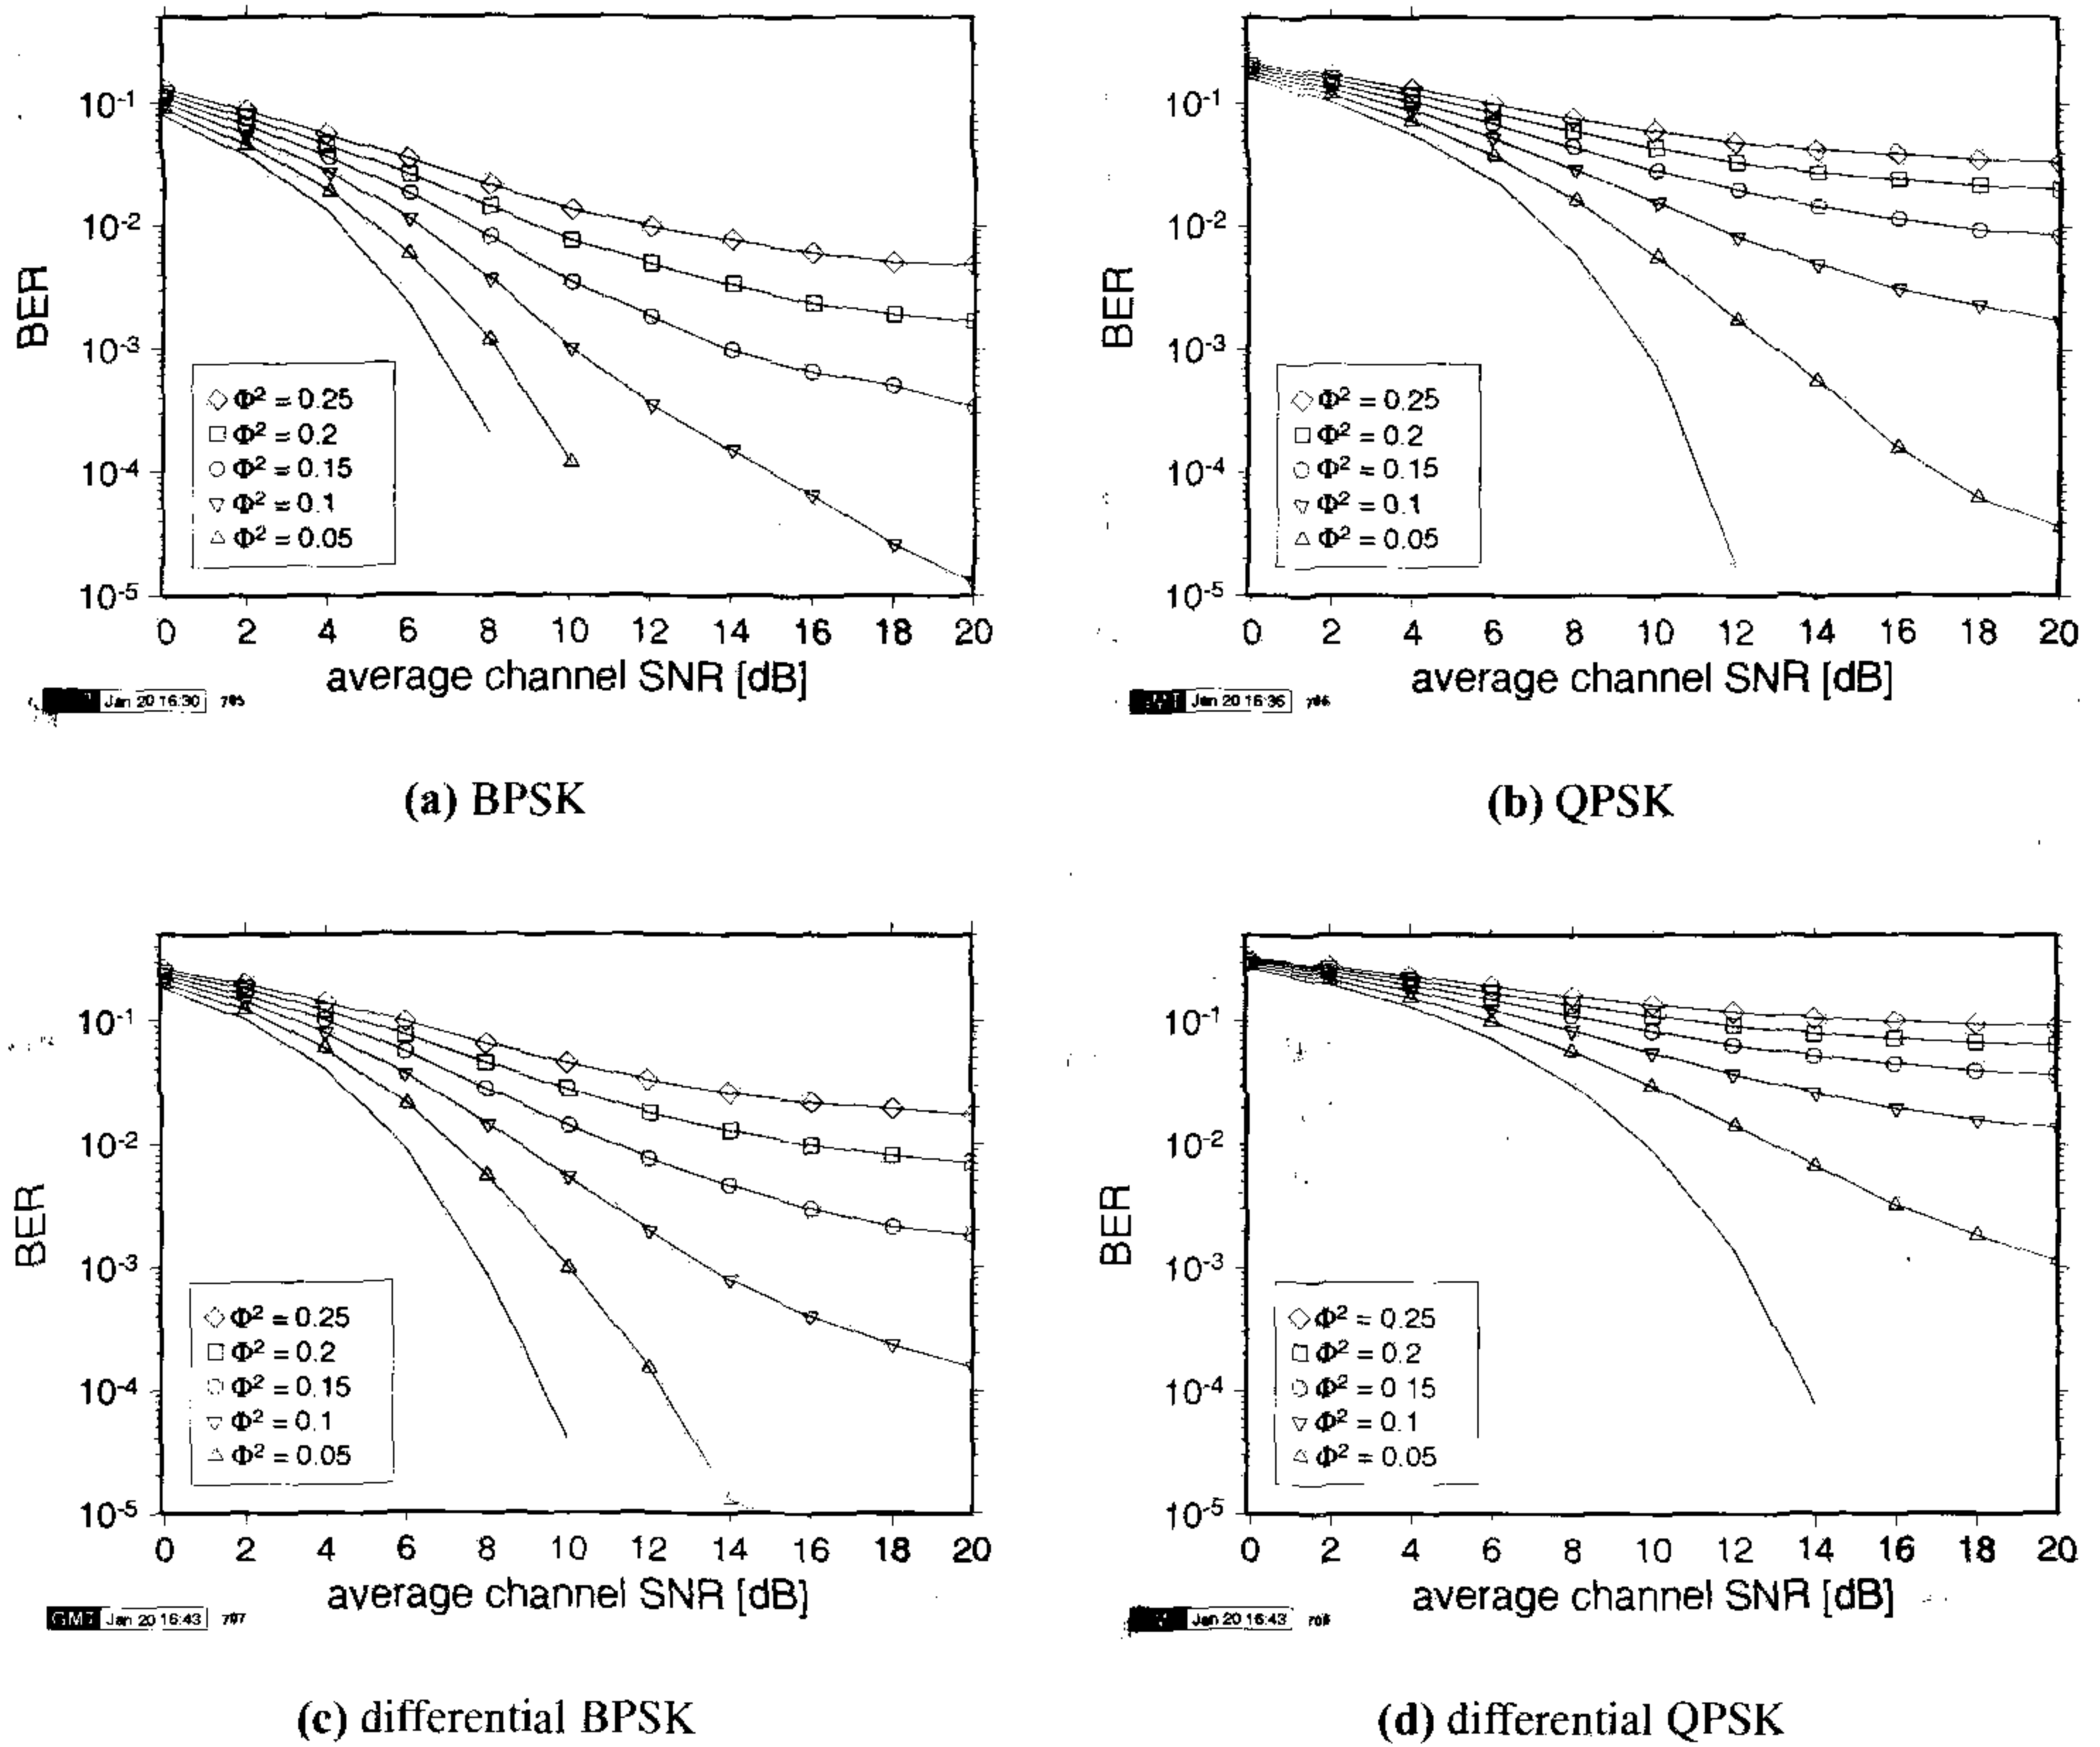 10-1
10-2
BER
10-3
10-4
10-5
Φ2 = 0.25
Φ2 = 0.2
Φ2 = 0.15
Φ2 = 0.1
Φ2 = 0.05
0 2 4 6 8 10 12 14 16 18 20
average channel SNR [dB]
Jan 20 16:30
(a) BPSK
10-1
10-2
BER
10-3
10-4
10-5
Φ2 = 0.25
Φ2 = 0.2
Φ2 = 0.15
Φ2 = 0.1
Φ2 = 0.05
0 2 4 6 8 10 12 14 16 18 20
average channel SNR [dB]
Jan 20 16:36
(b) QPSK
10-1
10-2
BER
10-3
10-4
10-5
Φ2 = 0.25
Φ2 = 0.2
Φ2 = 0.15
Φ2 = 0.1
Φ2 = 0.05
0 2 4 6 8 10 12 14 16 18 20
average channel SNR [dB]
GMT Jan 20 16:43
(c) differential BPSK
10-1
10-2
BER
10-3
10-4
10-5
Φ2 = 0.25
Φ2 = 0.2
Φ2 = 0.15
Φ2 = 0.1
Φ2 = 0.05
0 2 4 6 8 10 12 14 16 18 20
average channel SNR [dB]
Jan 20 16:43
(d) differential QPSK